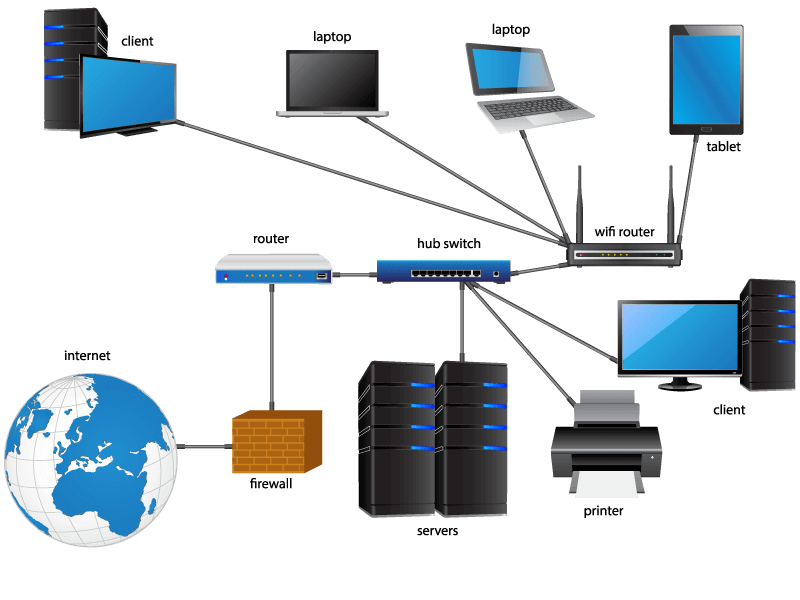 client
laptop
laptop
tablet
router
hub switch
wifi router
internet
firewall
servers
printer
client